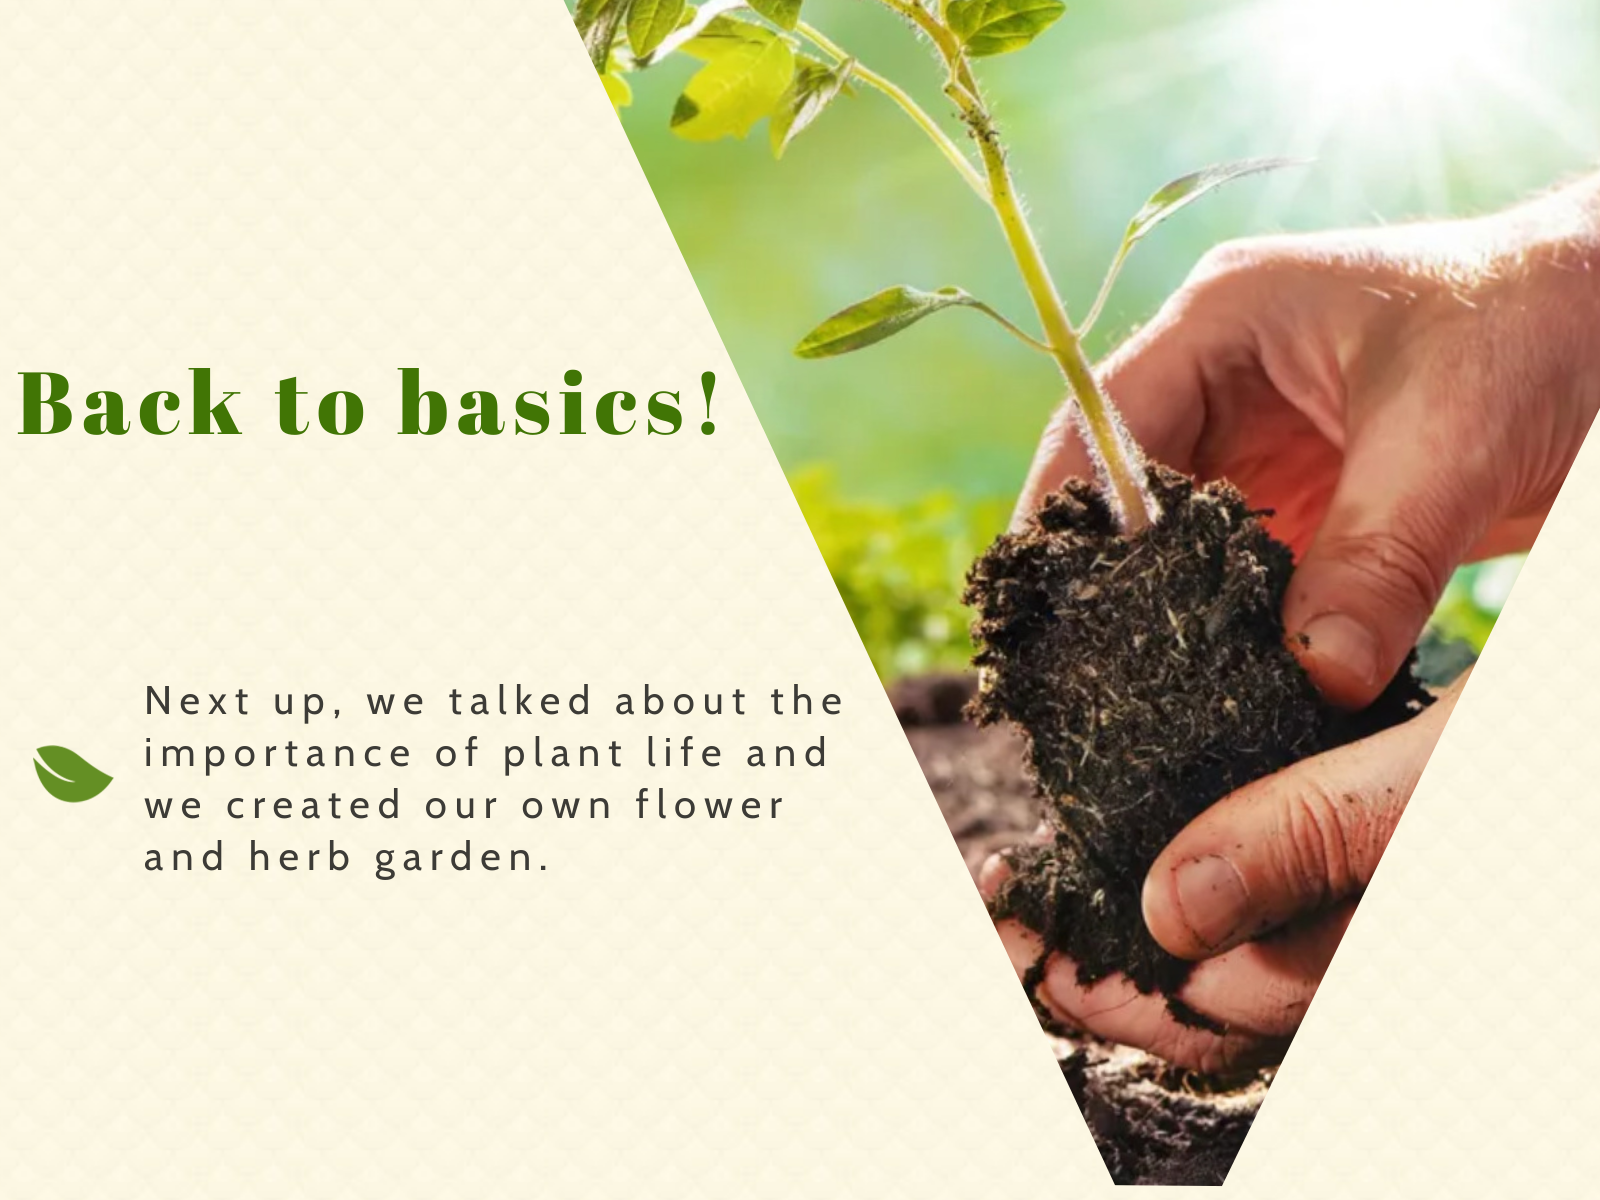 Back to basics!
Next up, we talked about the
importance of plant life and
we created our own flower
and herb garden.